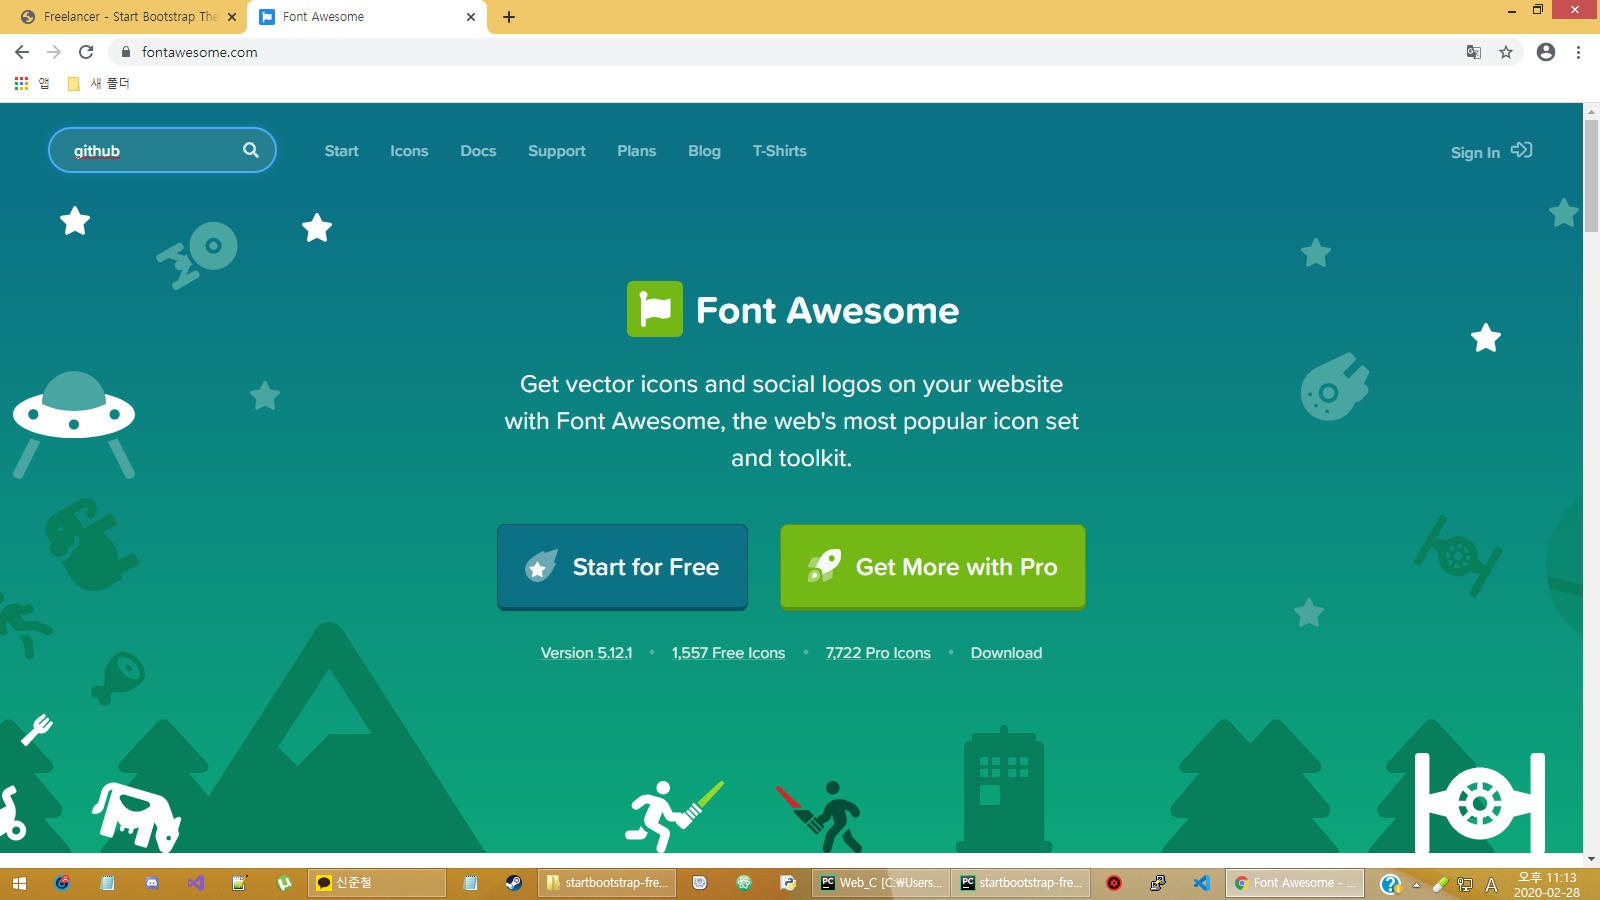 Freelancer - Start Bootstrap The
Font Awesome
fontawesome.com
앱
새 폴더
github
Start
Icons
Docs
Support
Plans
Blog
T-Shirts
Sign In
Font Awesome
Get vector icons and social logos on your website
with Font Awesome, the web's most popular icon set
and toolkit.
Start for Free
Get More with Pro
Version 5.12.1
1,557 Free Icons
7,722 Pro Icons
Download
신준철
startbootstrap-fre...
Web_C [C:₩Users...
startbootstrap-fre...
Font Awesome - ...
A
오후 11:13
2020-02-28